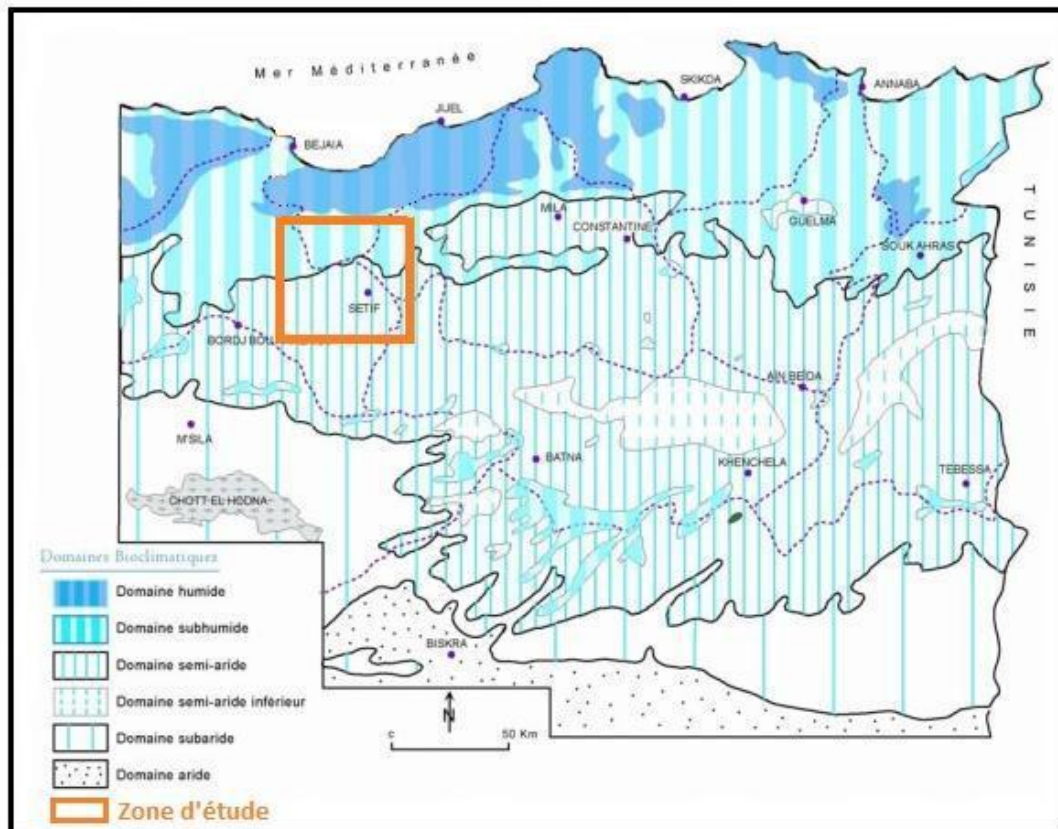 Mer Méditerranée
SKIKDA
ANNABA
JIJEL
BEJAIA
TUNISIE
MILA
GUELMA
CONSTANTINE
SOUK AHRAS
SETIF
BORDJ BOU
AIN BEIDA
M'SILA
BATNA
KHENCHELA
TEBESSA
CHOTT EL HODNA
Domaines Bioclimatiques
Domaine humide
Domaine subhumide
Domaine semi-aride
Domaine semi-aride inférieur
Domaine subaride
Domaine aride
Zone d'étude
BISKRA
N
c 50 Km